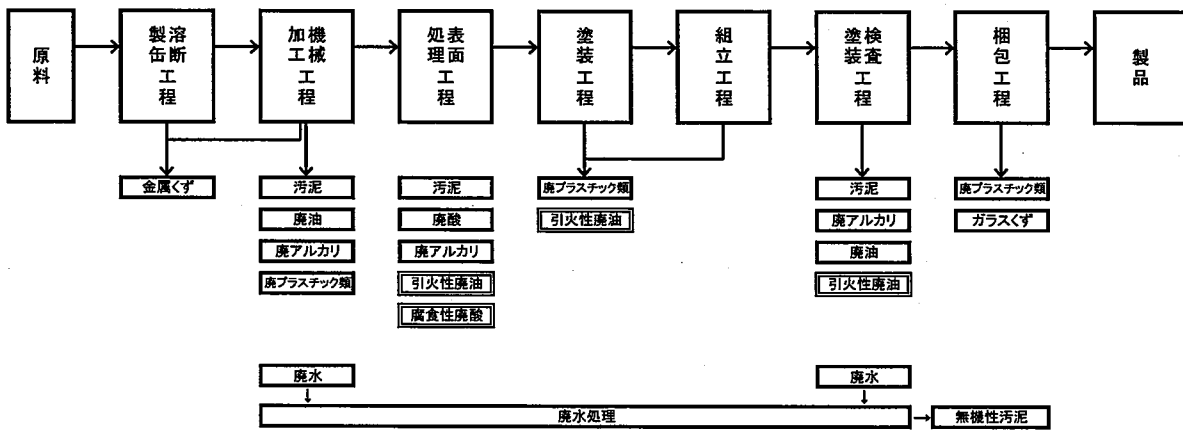 原料
溶断
製缶
工程
機械
加工
工程
表面
処理
工程
塗装工程
組立工程
検査
塗装
工程
梱包工程
製品
金属くず
汚泥
廃油
廃アルカリ
廃プラスチック類
汚泥
廃酸
廃アルカリ
引火性廃油
腐食性廃酸
廃プラスチック類
引火性廃油
汚泥
廃アルカリ
廃油
引火性廃油
廃プラスチック類
ガラスくず
廃水
廃水
廃水処理
無機性汚泥